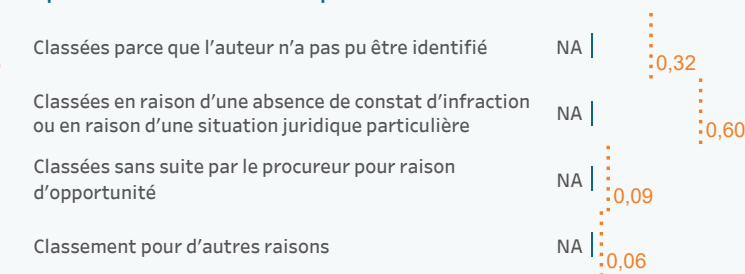 Classées parce que l'auteur n'a pas pu être identifié NA 0,32
Classées en raison d'une absence de constat d'infraction
ou en raison d'une situation juridique particulière NA 0,60
Classées sans suite par le procureur pour raison
d'opportunité NA 0,09
Classement pour d'autres raisons NA 0,06